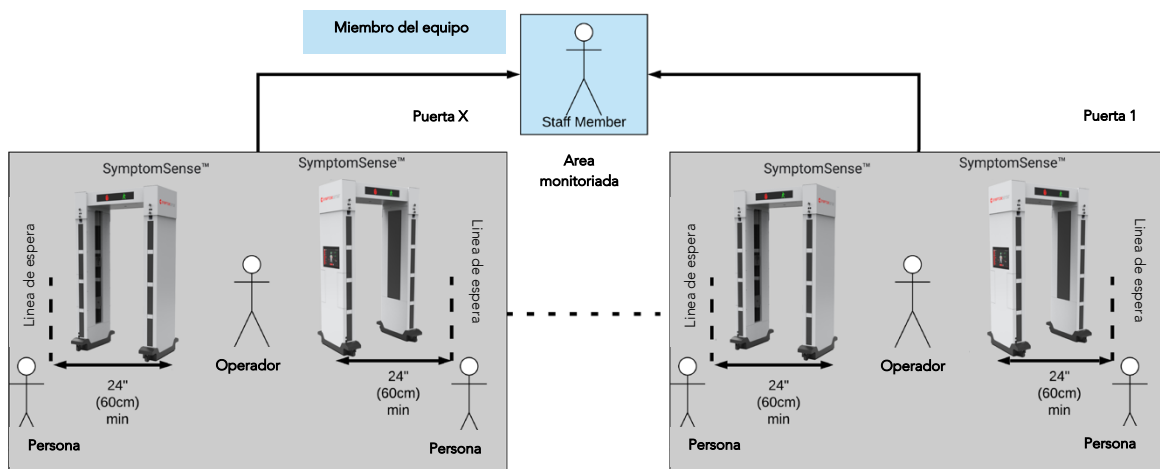 Miembro del equipo
Staff Member
Puerta X
Puerta 1
Area
monitoriada
SymptomSense™
SymptomSense™
Linea de espera
Linea de espera
Operador
24"
(60cm)
min
24"
(60cm)
min
Persona
Persona
SymptomSense™
SymptomSense™
Linea de espera
Linea de espera
Operador
24"
(60cm)
min
24"
(60cm)
min
Persona
Persona